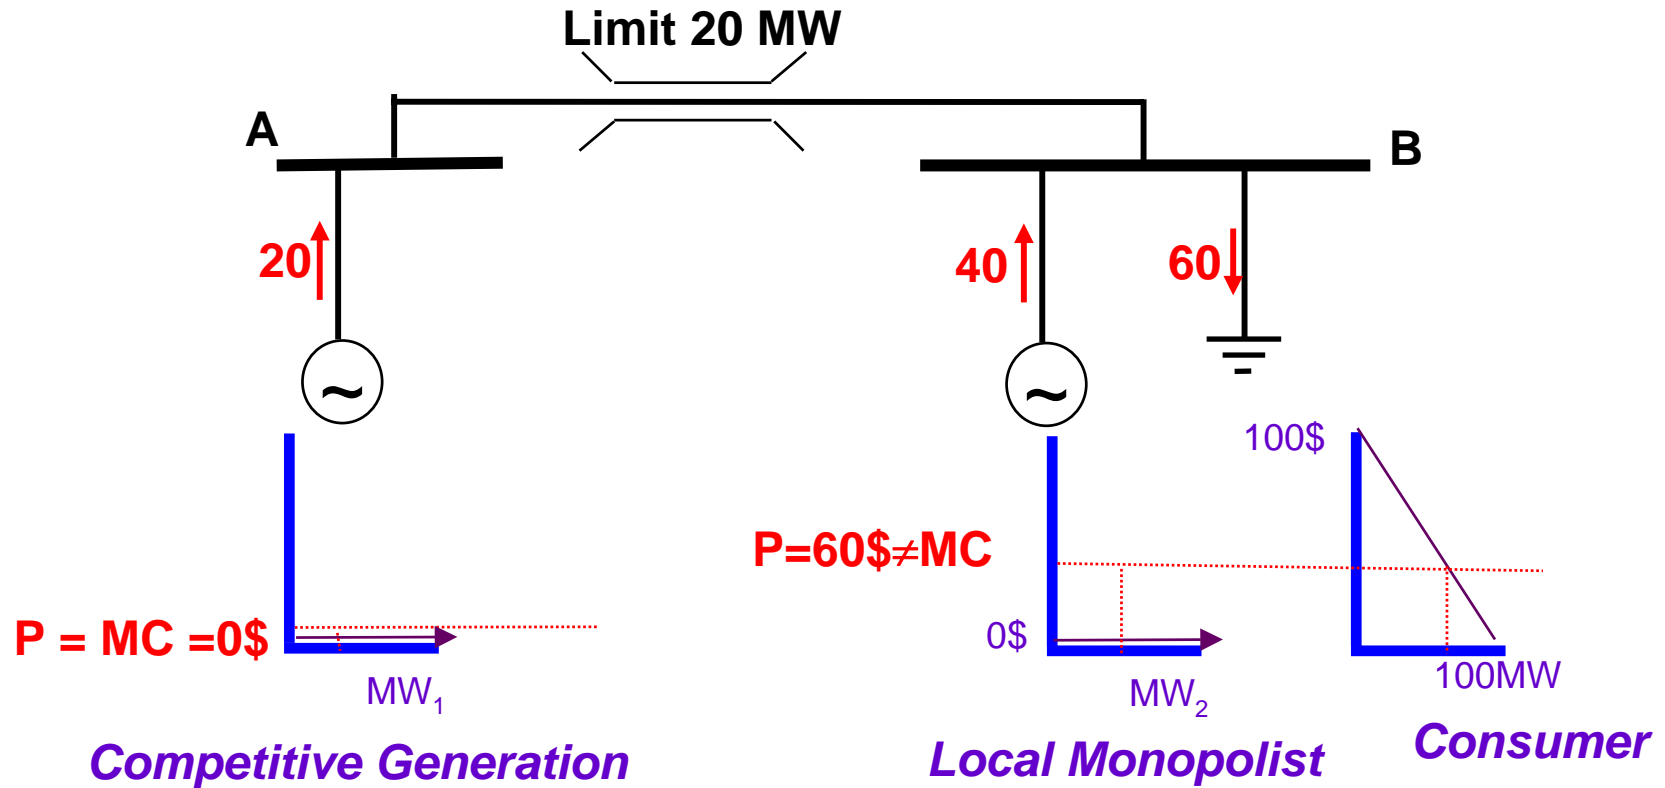 Limit 20 MW
A
B
20
40
60
100$
P=60$≠MC
P = MC =0$
0$
MW1
MW2
100MW
Competitive Generation
Local Monopolist
Consumer